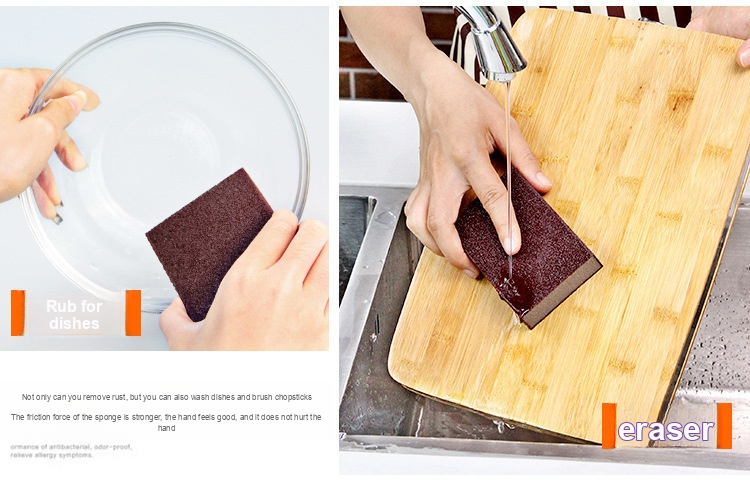 Rub for
dishes
Not only can you remove rust, but you can also wash dishes and brush chopsticks
The friction force of the sponge is stronger, the hand feels good, and it does not hurt the
hand
ormance of antibacterial, odor-proof,
relieve allergy symptoms.
eraser